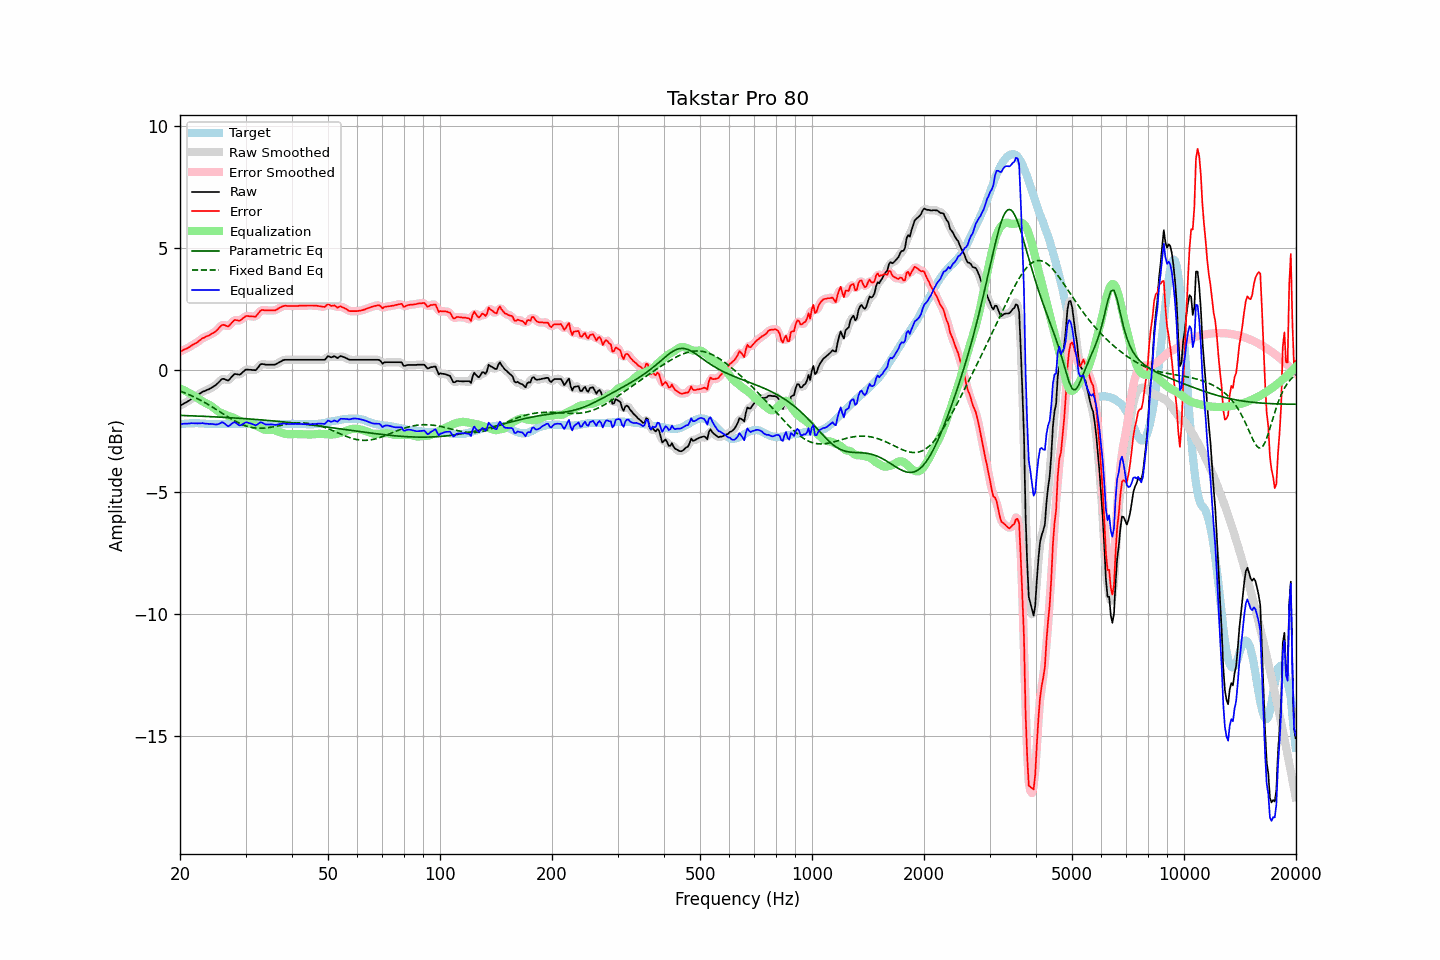 Takstar Pro 80
Target
Raw Smoothed
Error Smoothed
Raw
Error
Equalization
Parametric Eq
Fixed Band Eq
Equalized
10
5
0
−5
−10
−15
Amplitude (dBr)
20 50 100 200 500 1000 2000 5000 10000 20000
Frequency (Hz)